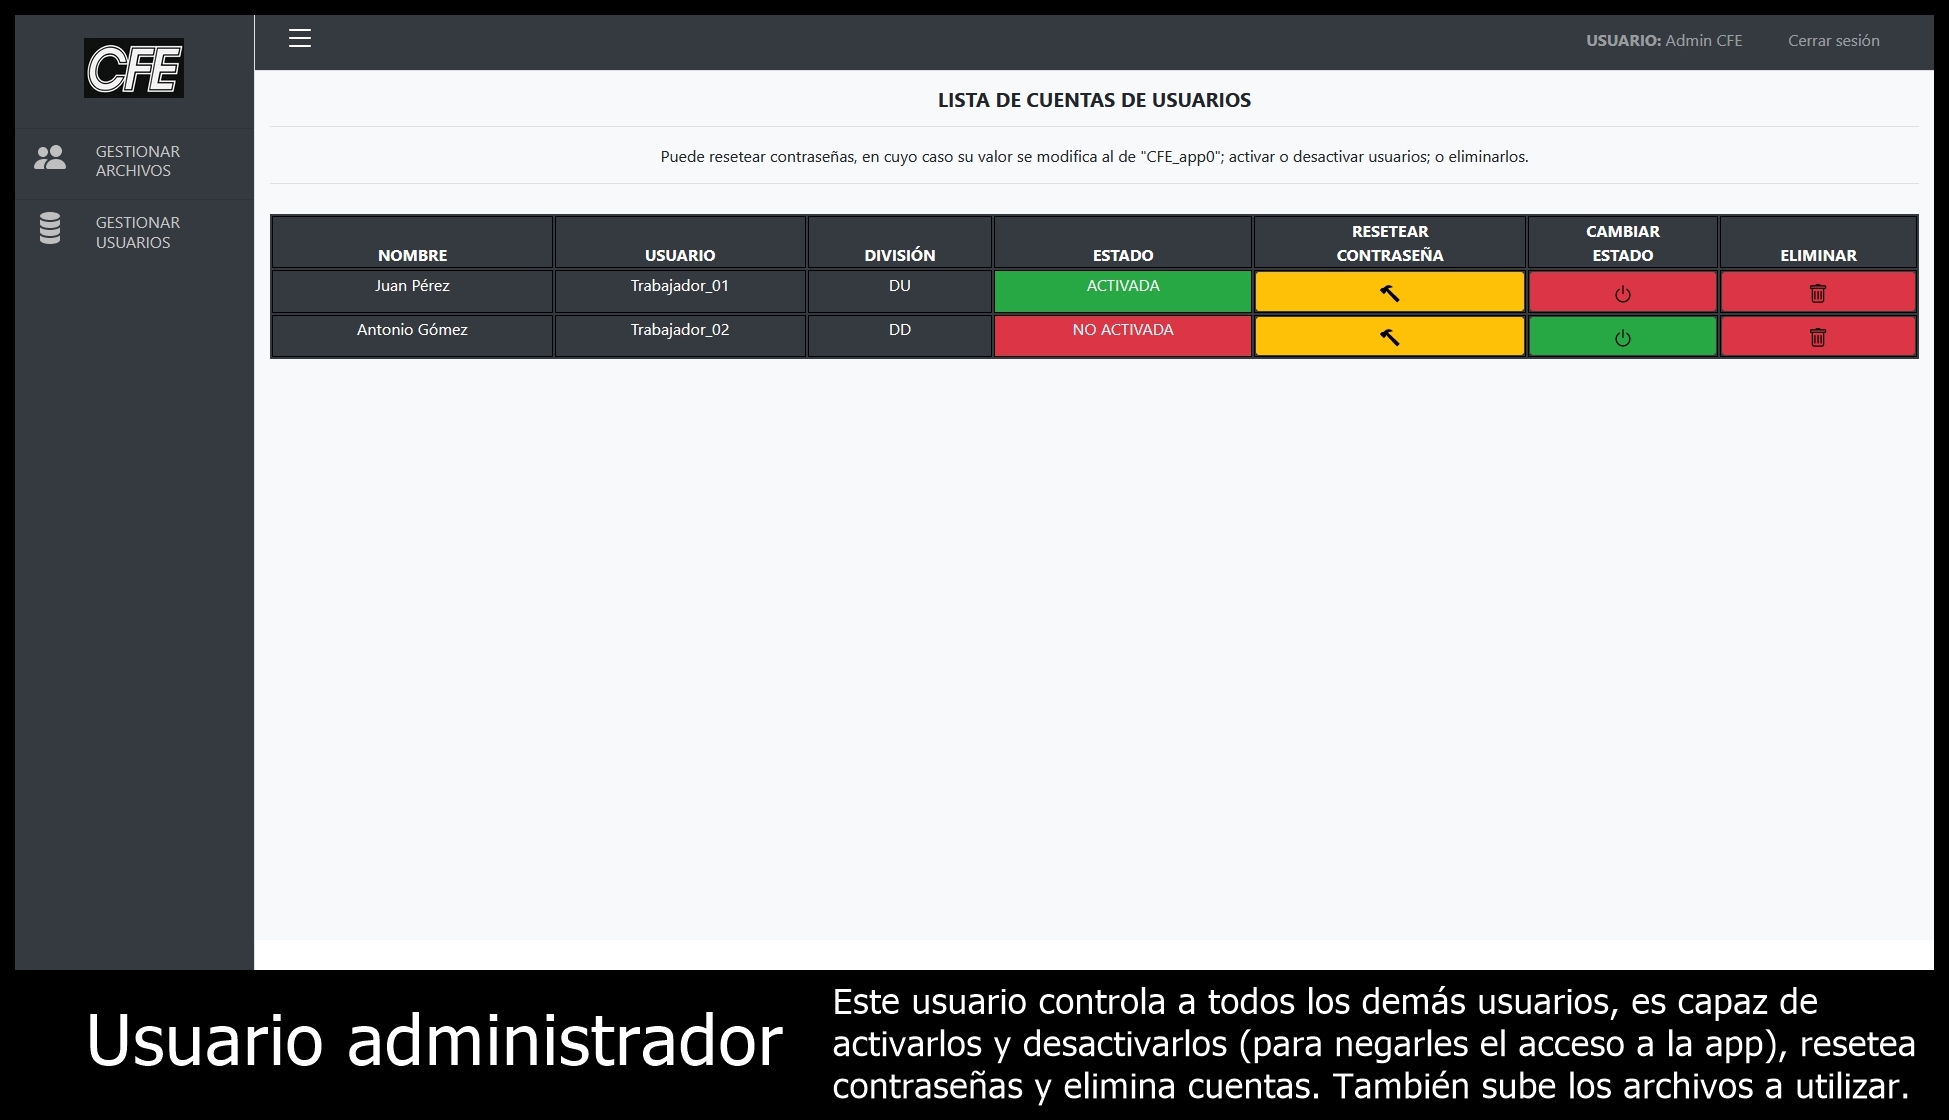 CFE
USUARIO: Admin CFE
Cerrar sesión
GESTIONAR
ARCHIVOS
GESTIONAR
USUARIOS
LISTA DE CUENTAS DE USUARIOS
Puede resetear contraseñas, en cuyo caso su valor se modifica al de "CFE_app0"; activar o desactivar usuarios; o eliminarlos.
NOMBRE USUARIO DIVISIÓN ESTADO RESETEAR CONTRASEÑA CAMBIAR ESTADO ELIMINAR
Juan Pérez Trabajador_01 DU ACTIVADA
Antonio Gómez Trabajador_02 DD NO ACTIVADA
Usuario administrador
Este usuario controla a todos los demás usuarios, es capaz de
activarlos y desactivarlos (para negarles el acceso a la app), resetea
contraseñas y elimina cuentas. También sube los archivos a utilizar.